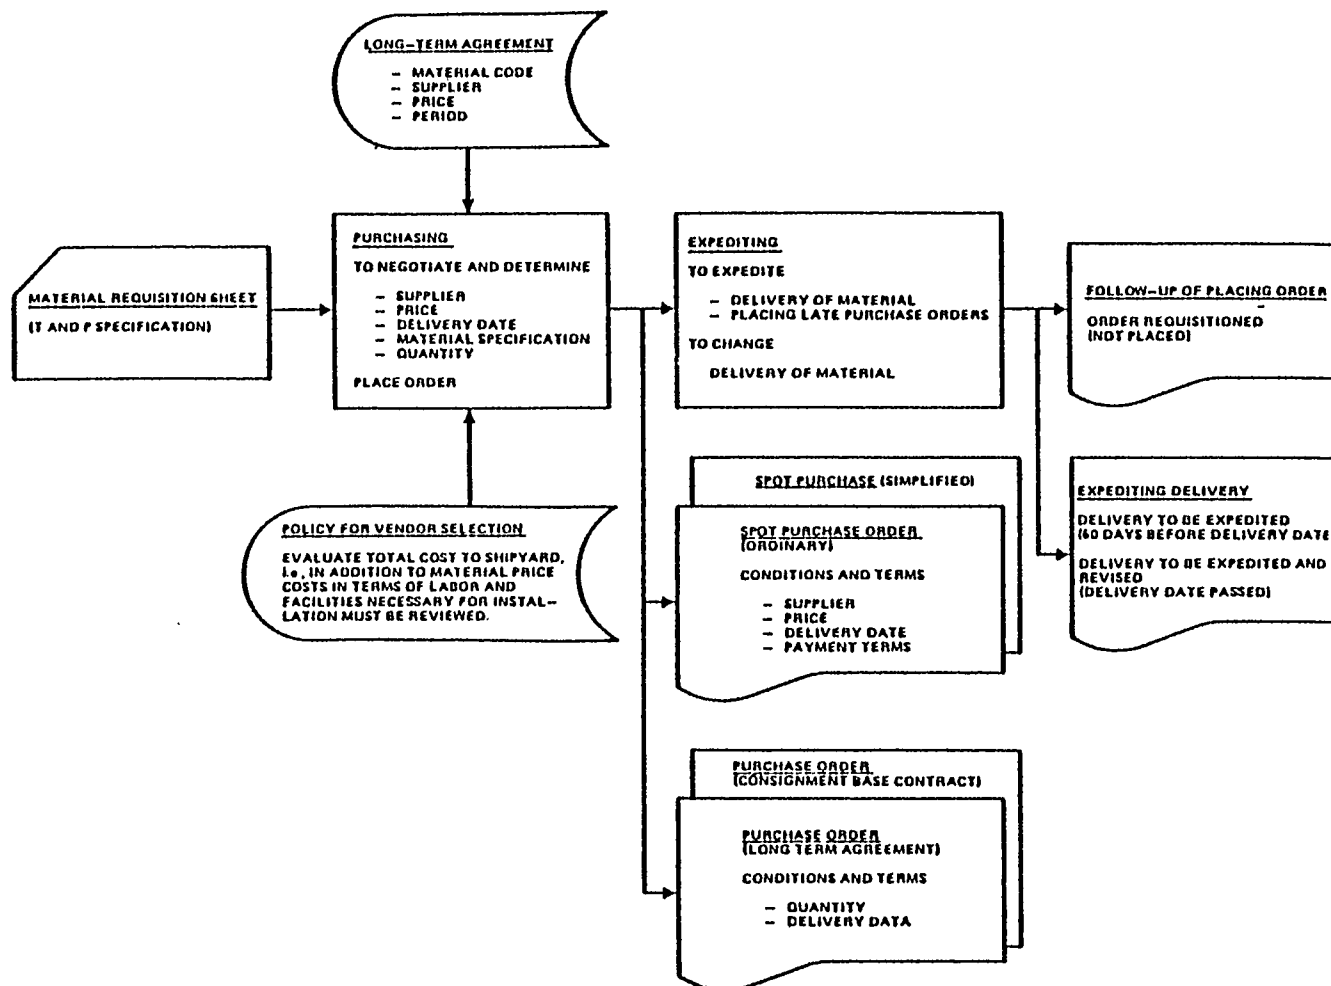 LONG-TERM AGREEMENT
- MATERIAL CODE
- SUPPLIER
- PRICE
- PERIOD
MATERIAL REQUISITION SHEET
(T AND P SPECIFICATION)
PURCHASING
TO NEGOTIATE AND DETERMINE
- SUPPLIER
- PRICE
- DELIVERY DATE
- MATERIAL SPECIFICATION
- QUANTITY
PLACE ORDER
EXPEDITING
TO EXPEDITE
- DELIVERY OF MATERIAL
- PLACING LATE PURCHASE ORDERS
TO CHANGE
DELIVERY OF MATERIAL
FOLLOW-UP OF PLACING ORDER
ORDER REQUISITIONED
(NOT PLACED)
POLICY FOR VENDOR SELECTION
EVALUATE TOTAL COST TO SHIPYARD,
i.e., IN ADDITION TO MATERIAL PRICE
COSTS IN TERMS OF LABOR AND
FACILITIES NECESSARY FOR INSTAL-
LATION MUST BE REVIEWED.
SPOT PURCHASE (SIMPLIFIED)
SPOT PURCHASE ORDER
(ORDINARY)
CONDITIONS AND TERMS
- SUPPLIER
- PRICE
- DELIVERY DATE
- PAYMENT TERMS
EXPEDITING DELIVERY
DELIVERY TO BE EXPEDITED
(60 DAYS BEFORE DELIVERY DATE
DELIVERY TO BE EXPEDITED AND
REVISED
(DELIVERY DATE PASSED)
PURCHASE ORDER
(CONSIGNMENT BASE CONTRACT)
PURCHASE ORDER
(LONG TERM AGREEMENT)
CONDITIONS AND TERMS
- QUANTITY
- DELIVERY DATA